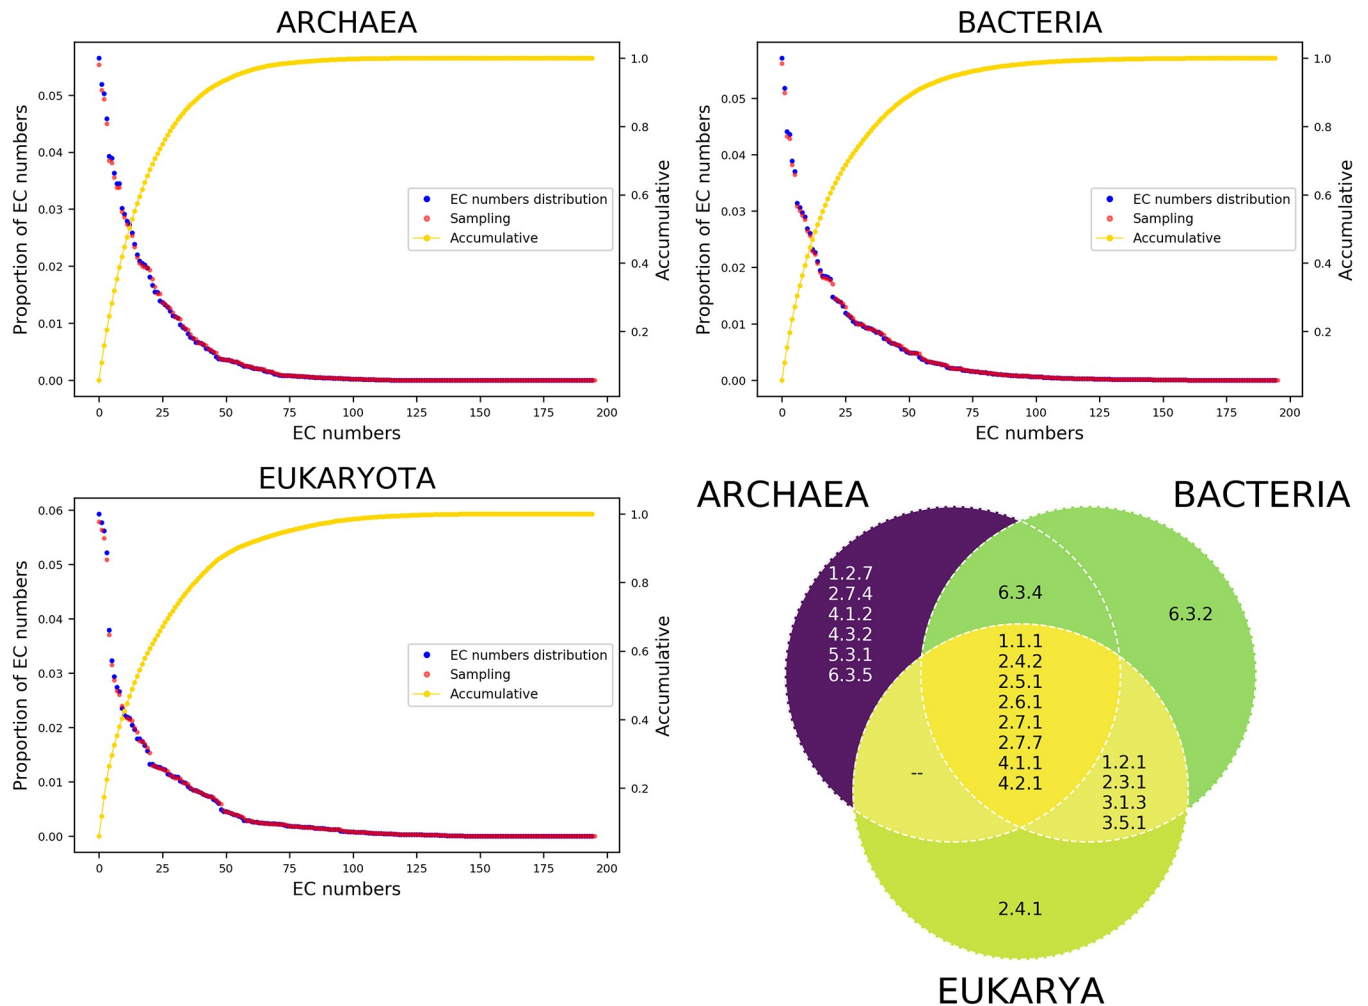 ARCHAEA
0.05
0.04
0.03
0.02
0.01
0.00
Proportion of EC numbers
1.0
0.8
0.6
0.4
0.2
Accumulative
EC numbers distribution
Sampling
Accumulative
0 25 50 75 100 125 150 175 200
EC numbers
BACTERIA
0.05
0.04
0.03
0.02
0.01
0.00
Proportion of EC numbers
1.0
0.8
0.6
0.4
0.2
Accumulative
EC numbers distribution
Sampling
Accumulative
0 25 50 75 100 125 150 175 200
EC numbers
EUKARYOTA
0.06
0.05
0.04
0.03
0.02
0.01
0.00
Proportion of EC numbers
1.0
0.8
0.6
0.4
0.2
Accumulative
EC numbers distribution
Sampling
Accumulative
0 25 50 75 100 125 150 175 200
EC numbers
ARCHAEA
BACTERIA
1.2.7
2.7.4
4.1.2
4.3.2
5.3.1
6.3.5
6.3.4
6.3.2
1.1.1
2.4.2
2.5.1
2.6.1
2.7.1
2.7.7
4.1.1
4.2.1
--
1.2.1
2.3.1
3.1.3
3.5.1
2.4.1
EUKARYA